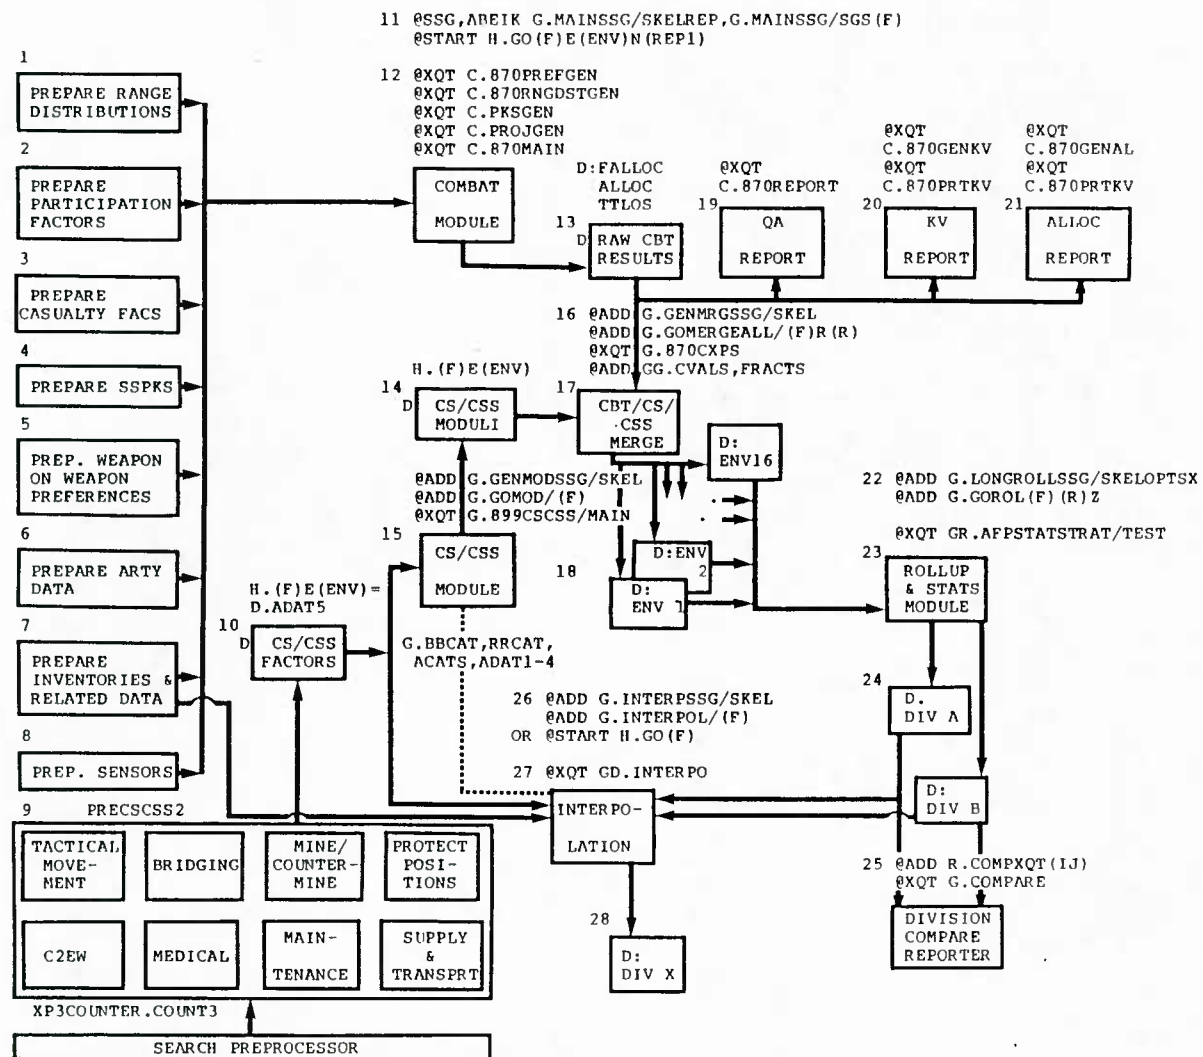 11 @SSG,ABEIK G.MAINSSG/SKELREP,G.MAINSSG/SGS(F)
@START H.GO(F)E(ENV)N(REP1)
1
PREPARE RANGE
DISTRIBUTIONS
2
PREPARE
PARTICIPATION
FACTORS
3
PREPARE
CASUALTY FACS
4
PREPARE SSPKS
5
PREP. WEAPON
ON WEAPON
PREFERENCES
6
PREPARE ARTY
DATA
7
PREPARE
INVENTORIES &
RELATED DATA
8
PREP. SENSORS
12 @XQT C.870PREFGEN
@XQT C.870RNGDSTGEN
@XQT C.PKSGEN
@XQT C.PROJGEN
@XQT C.870MAIN
COMBAT
MODULE
D:FALLOC
ALLOC
TTLOS
13
D
RAW CBT
RESULTS
@XQT
C.870REPORT
19
QA
REPORT
@XQT
C.870GENKV
@XQT
C.870PRTKV
20
KV
REPORT
@XQT
C.870GENAL
@XQT
C.870PRTKV
21
ALLOC
REPORT
16 @ADD G.GENMRGSSG/SKEL
@ADD G.GOMERGEALL/(F)R(R)
@XQT G.870CXPS
@ADD GG.CVALS,FRACTS
H.(F)E(ENV)
14
D
CS/CSS
MODULI
17
CBT/CS/
CSS
MERGE
D:
ENV16
@ADD G.GENMODSSG/SKEL
@ADD G.GOMOD/(F)
@XQT G.899CSCSS/MAIN
15
CS/CSS
MODULE
D:ENV
2
18
D:
ENV 1
22 @ADD G.LONGROLLSSG/SKELOPTSX
@ADD G.GOROL(F)(R)Z
@XQT GR.AFPSTATSTRAT/TEST
23
ROLLUP
& STATS
MODULE
H.(F)E(ENV)=
D.ADAT5
10
D
CS/CSS
FACTORS
G.BBCAT,RRCAT,
ACATS,ADAT1-4
24
D.
DIV A
26 @ADD G.INTERPSSG/SKEL
@ADD G.INTERPOL/(F)
OR @START H.GO(F)
27 @XQT GD.INTERPO
INTERPO-
LATION
D:
DIV B
25 @ADD R.COMPXQT(IJ)
@XQT G.COMPARE
DIVISION
COMPARE
REPORTER
28
D:
DIV X
9 PRECSCSS2
TACTICAL
MOVE-
MENT
BRIDGING
MINE/
COUNTER-
MINE
PROTECT
POSI-
TIONS
C2EW
MEDICAL
MAIN-
TENANCE
SUPPLY
&
TRANSPRT
XP3COUNTER.COUNT3
SEARCH PREPROCESSOR